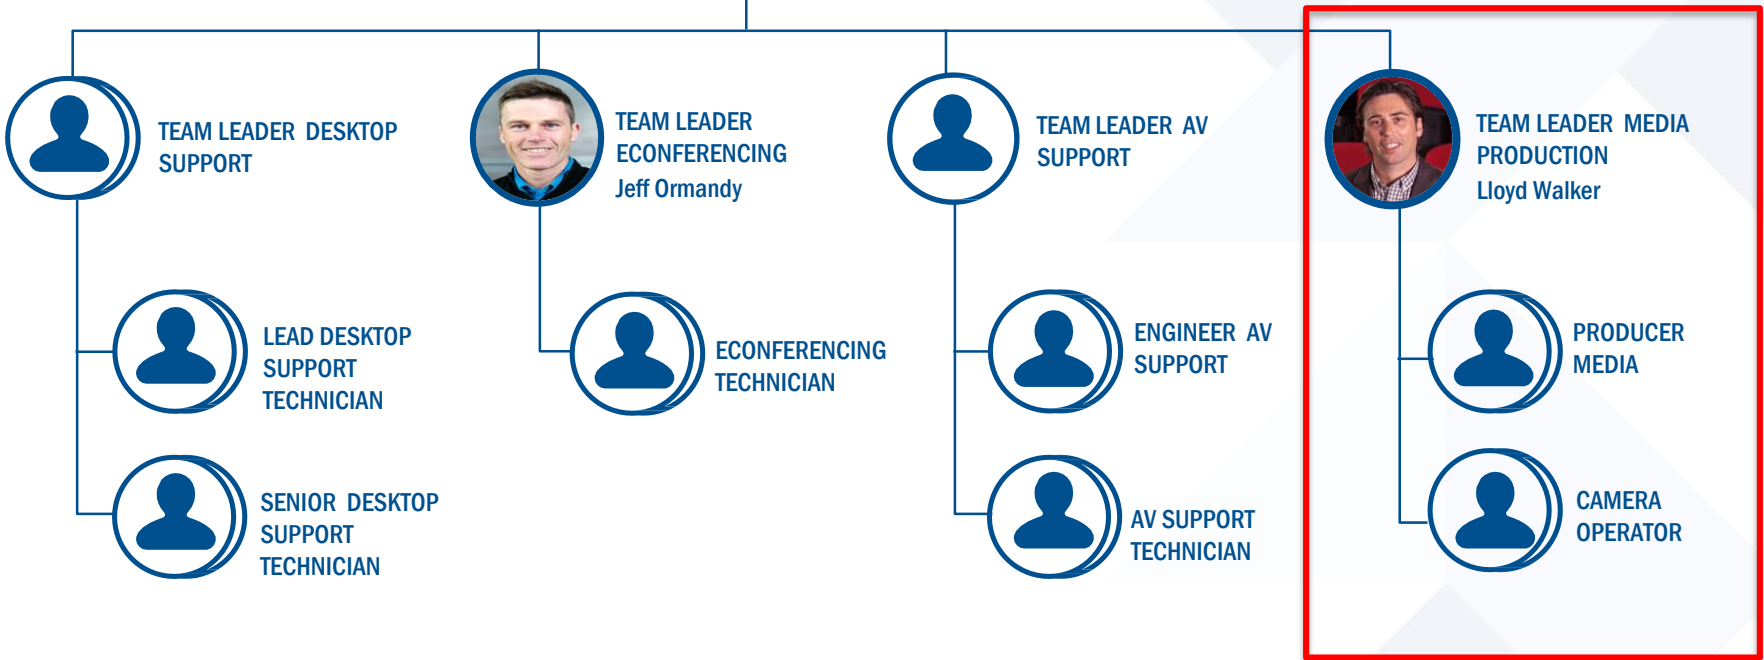 TEAM LEADER DESKTOP
SUPPORT
TEAM LEADER
ECONFERENCING
Jeff Ormandy
TEAM LEADER AV
SUPPORT
TEAM LEADER MEDIA
PRODUCTION
Lloyd Walker
LEAD DESKTOP
SUPPORT
TECHNICIAN
ECONFERENCING
TECHNICIAN
ENGINEER AV
SUPPORT
PRODUCER
MEDIA
SENIOR DESKTOP
SUPPORT
TECHNICIAN
AV SUPPORT
TECHNICIAN
CAMERA
OPERATOR